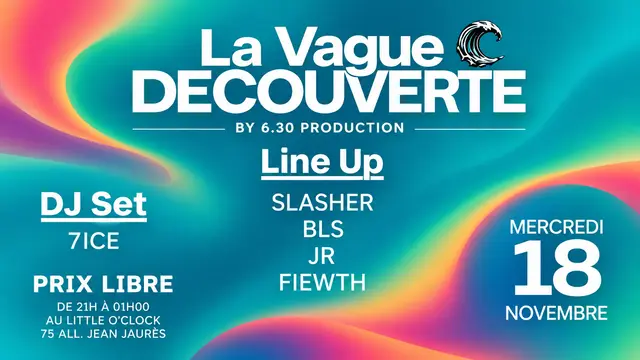 La Vague
DECOUVERTE
BY 6.30 PRODUCTION
Line Up
SLASHER
BLS
JR
FIEWTH
DJ Set
7ICE
PRIX LIBRE
DE 21H À 01H00
AU LITTLE O'CLOCK
75 ALL. JEAN JAURÈS
MERCREDI
18
NOVEMBRE